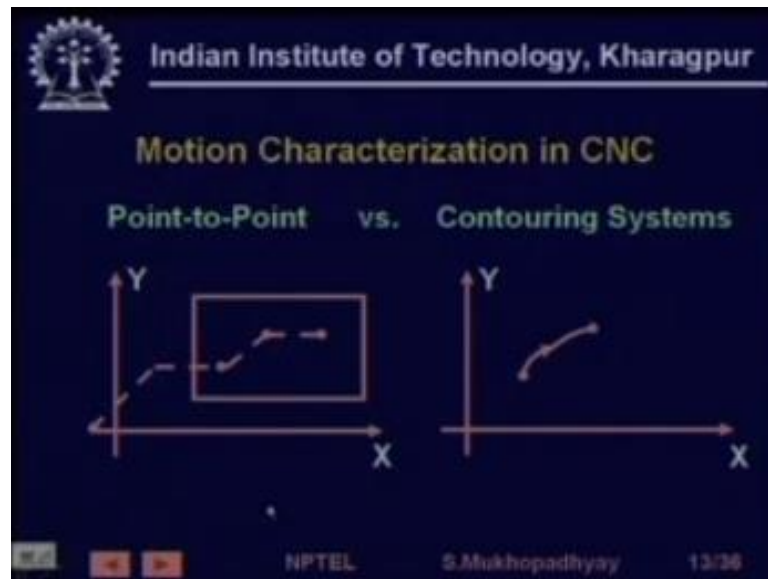 Indian Institute of Technology, Kharagpur
Motion Characterization in CNC
Point-to-Point vs. Contouring Systems
Y Y
X X
NPTEL S.Mukhopadhyay 13/36